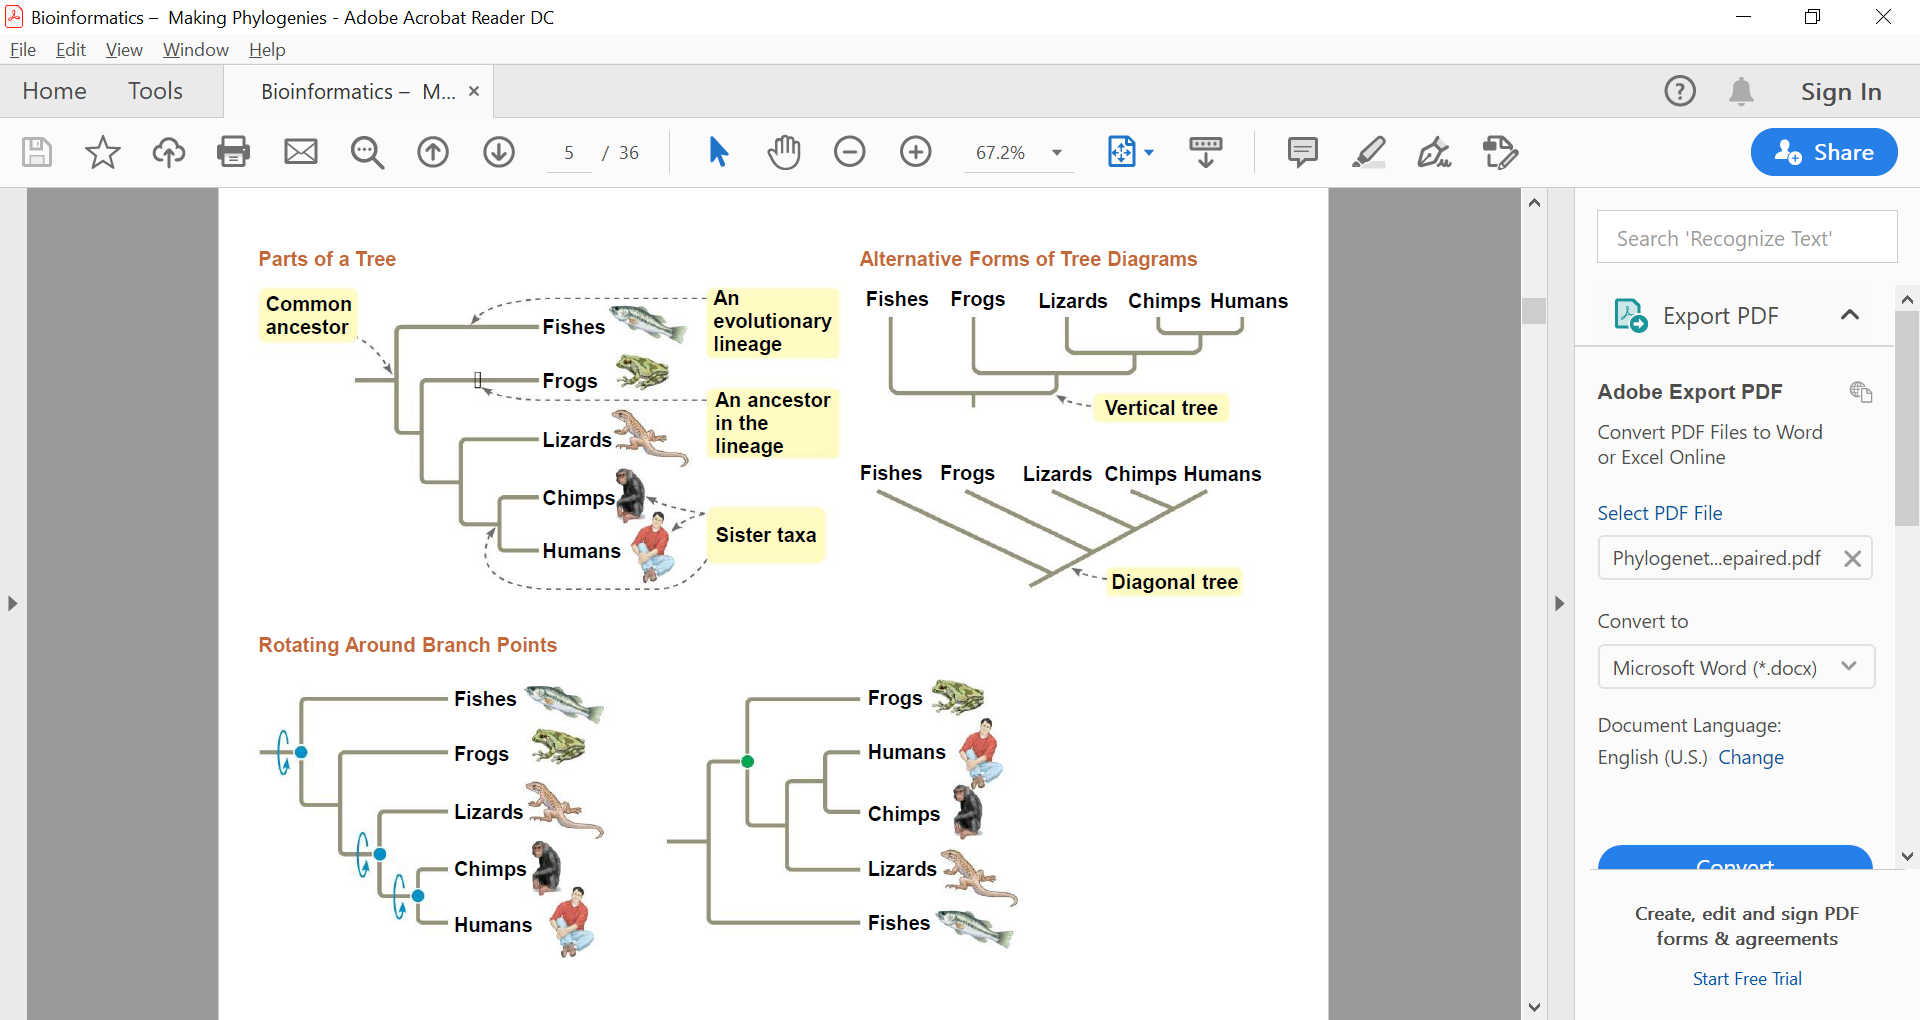 Bioinformatics – Making Phylogenies - Adobe Acrobat Reader DC
File Edit View Window Help
Home Tools Bioinformatics – M... × Sign In
5 / 36 67.2% Share
Parts of a Tree
Common
ancestor
An
evolutionary
lineage
Fishes
Frogs
An ancestor
in the
lineage
Lizards
Chimps
Sister taxa
Humans
Alternative Forms of Tree Diagrams
Fishes Frogs Lizards Chimps Humans
Vertical tree
Fishes Frogs Lizards Chimps Humans
Diagonal tree
Rotating Around Branch Points
Fishes
Frogs
Lizards
Chimps
Humans
Frogs
Humans
Chimps
Lizards
Fishes
Search 'Recognize Text'
Export PDF
Adobe Export PDF
Convert PDF Files to Word
or Excel Online
Select PDF File
Phylogenet...epaired.pdf
Convert to
Microsoft Word (*.docx)
Document Language:
English (U.S.) Change
Convert
Create, edit and sign PDF
forms & agreements
Start Free Trial